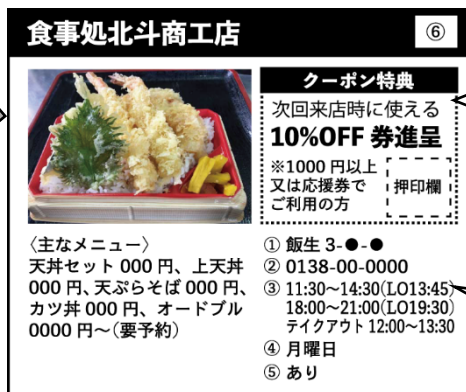 食事処北斗商工店
⑥
クーポン特典
次回来店時に使える
10%OFF 券進呈
※1000 円以上
又は応援券で
ご利用の方
押印欄
〈主なメニュー〉
天丼セット 000 円、上天丼
000 円、天ぷらそば 000 円、
カツ丼 000 円、オードブル
0000 円〜(要予約)
① 飯生 3-●-●
② 0138-00-0000
③ 11:30〜14:30(LO13:45)
18:00〜21:00(LO19:30)
テイクアウト 12:00〜13:30
④ 月曜日
⑤ あり